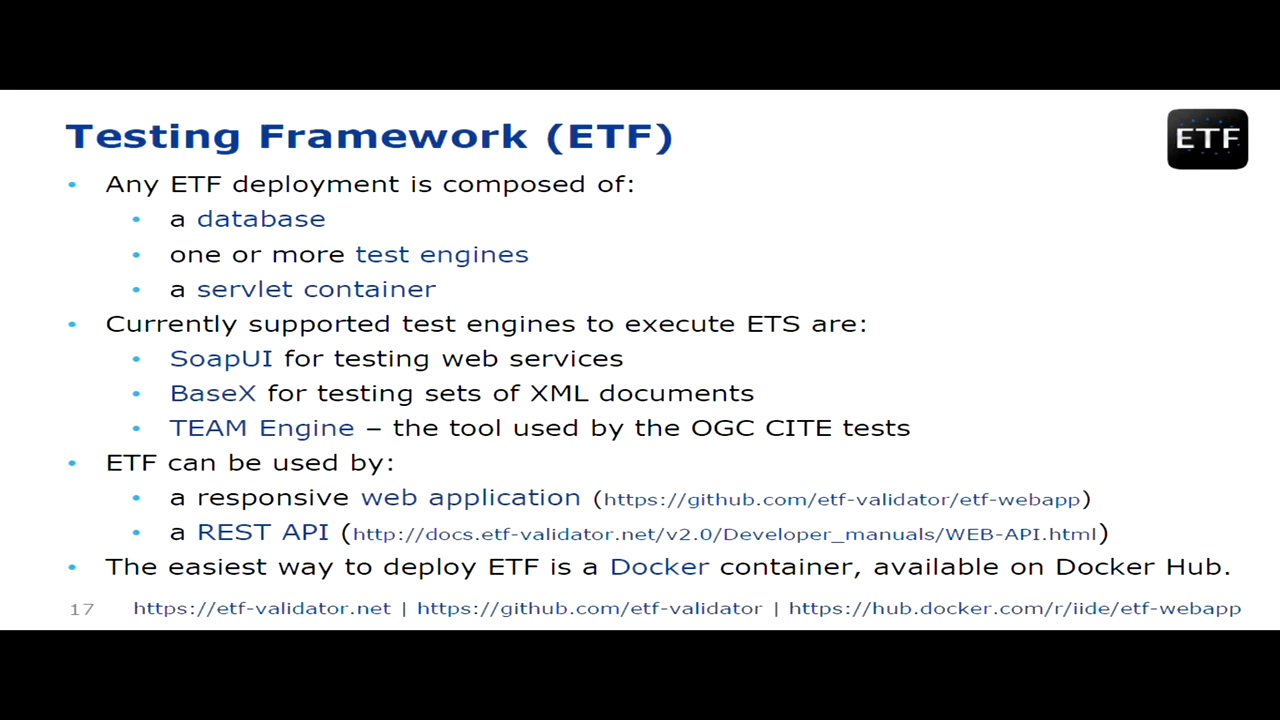 Testing Framework (ETF)
ETF
• Any ETF deployment is composed of:
• a database
• one or more test engines
• a servlet container
• Currently supported test engines to execute ETS are:
• SoapUI for testing web services
• BaseX for testing sets of XML documents
• TEAM Engine – the tool used by the OGC CITE tests
• ETF can be used by:
• a responsive web application (https://github.com/etf-validator/etf-webapp)
• a REST API (http://docs.etf-validator.net/v2.0/Developer_manuals/WEB-API.html)
• The easiest way to deploy ETF is a Docker container, available on Docker Hub.
17 https://etf-validator.net | https://github.com/etf-validator | https://hub.docker.com/r/iide/etf-webapp